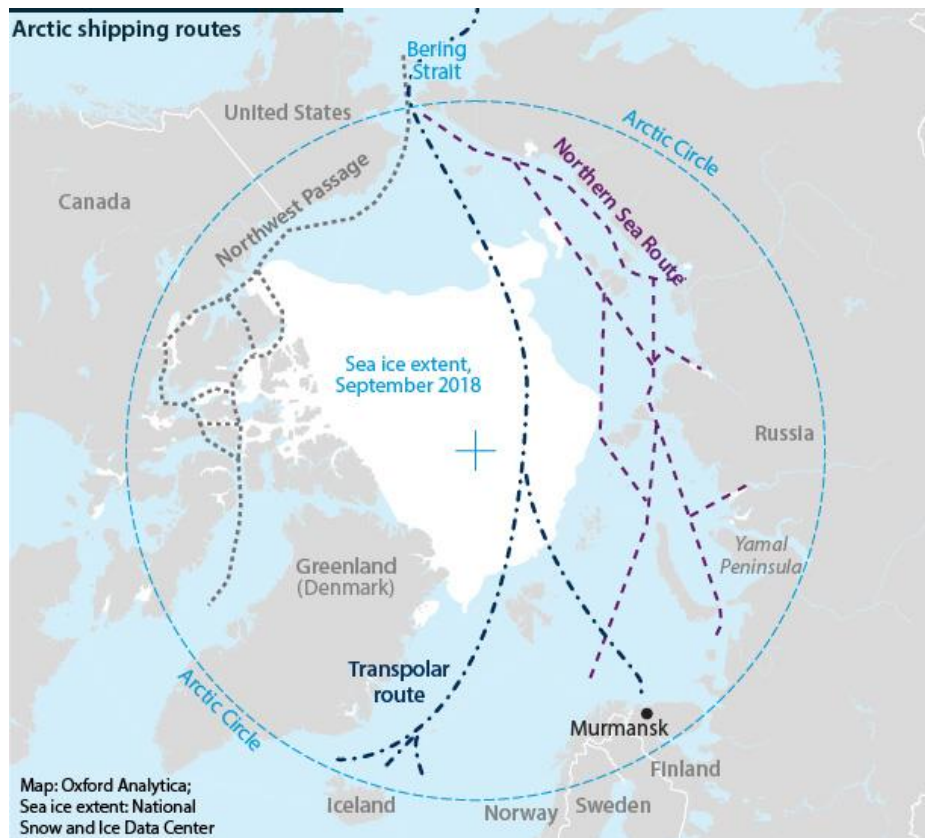 Arctic shipping routes
Bering
Strait
United States
Arctic Circle
Canada
Northwest Passage
Northern Sea Route
Sea ice extent,
September 2018
Russia
Yamal
Peninsula
Greenland
(Denmark)
Transpolar
route
Arctic Circle
Murmansk
Finland
Iceland
Norway
Sweden
Map: Oxford Analytica;
Sea ice extent: National
Snow and Ice Data Center